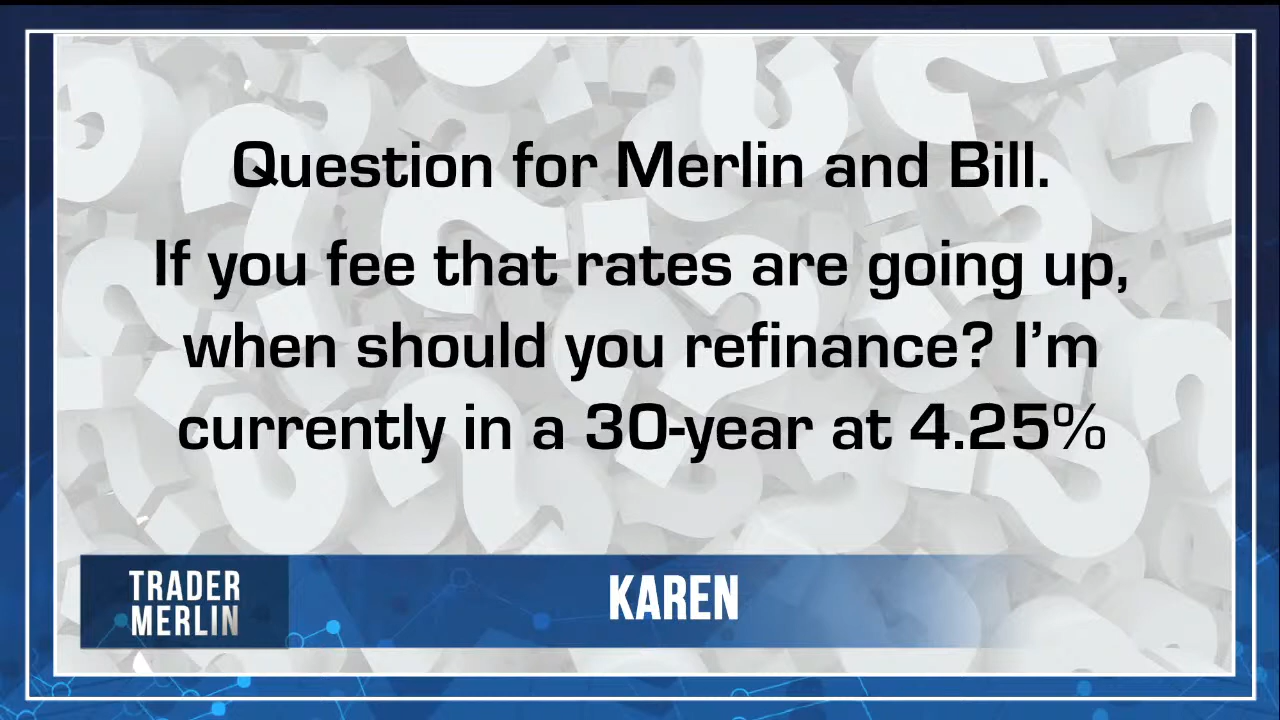 Question for Merlin and Bill.
If you fee that rates are going up,
when should you refinance? I’m
currently in a 30-year at 4.25%
TRADER
MERLIN
KAREN